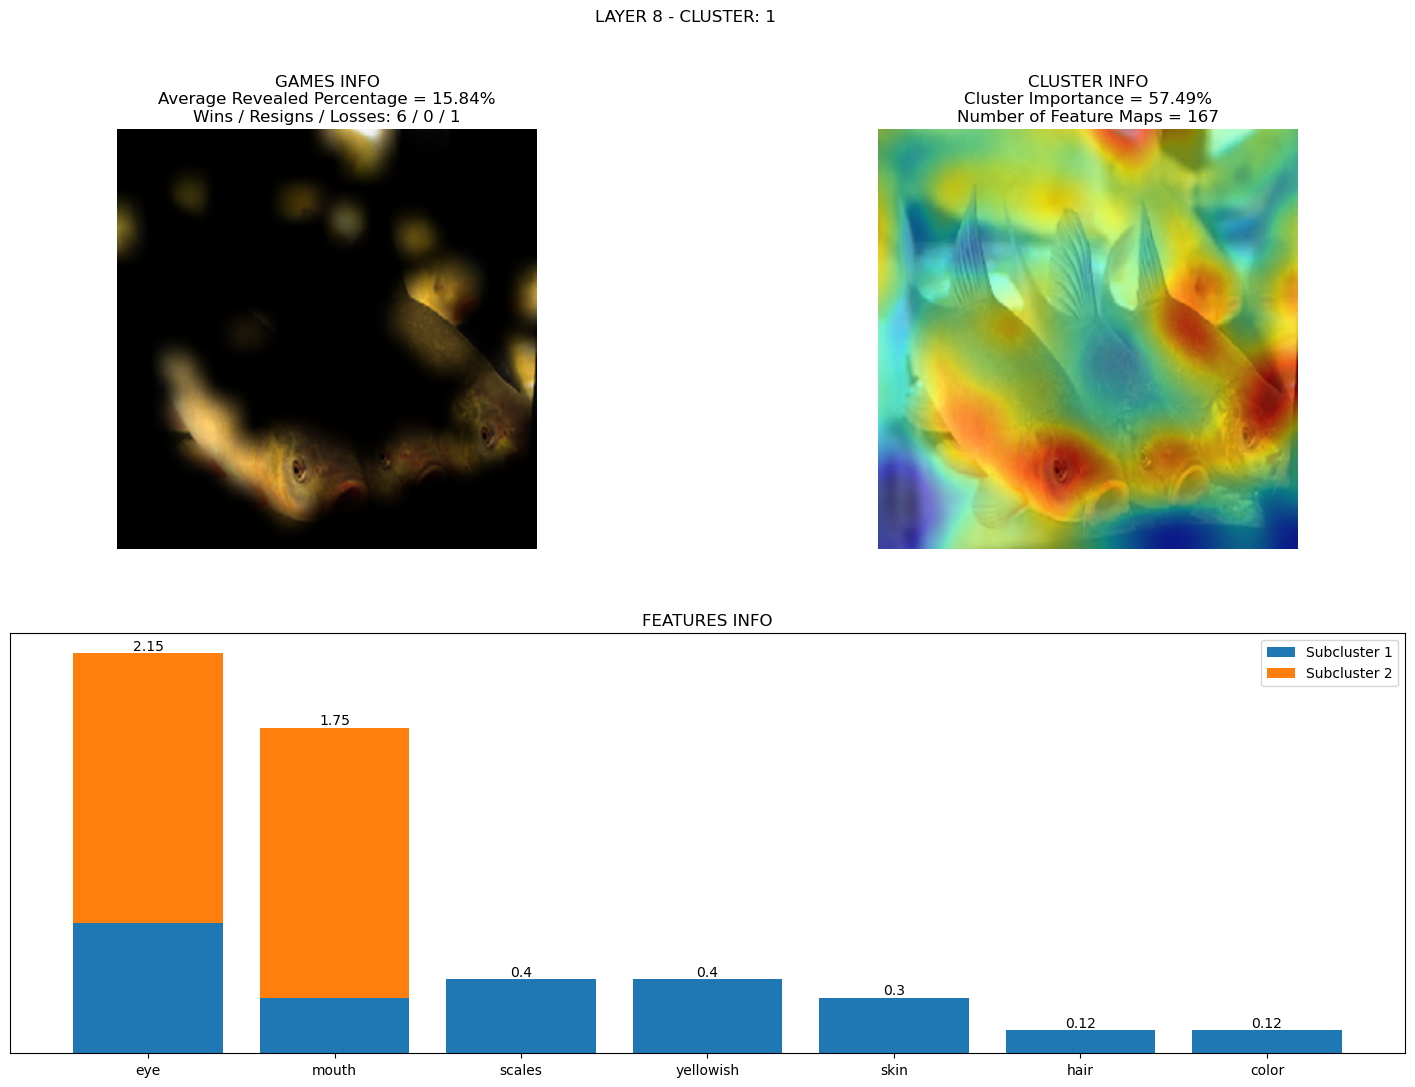 LAYER 8 - CLUSTER: 1
GAMES INFO
Average Revealed Percentage = 15.84%
Wins / Resigns / Losses: 6 / 0 / 1
CLUSTER INFO
Cluster Importance = 57.49%
Number of Feature Maps = 167
FEATURES INFO
Subcluster 1
Subcluster 2
2.15
1.75
0.4
0.4
0.3
0.12
0.12
eye
mouth
scales
yellowish
skin
hair
color